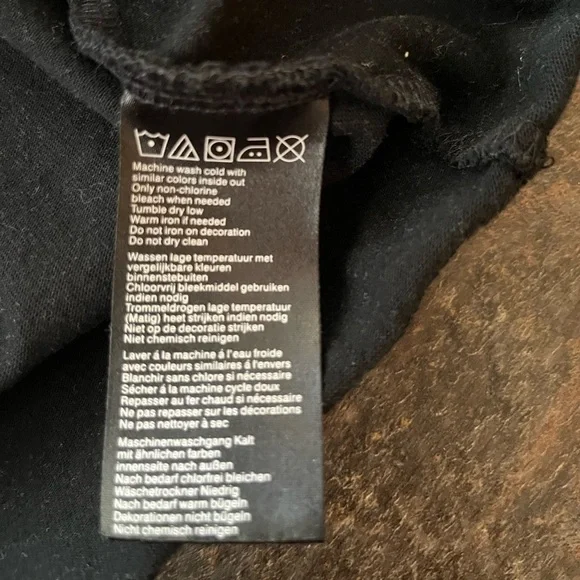 Machine wash cold with
similar colors inside out
Only non-chlorine
bleach when needed
Tumble dry low
Warm iron if needed
Do not iron on decoration
Do not dry clean
Wassen lage temperatuur met
vergelijkbare kleuren
binnenstebuiten
Chloorvrij bleekmiddel gebruiken
indien nodig
Trommeldrogen lage temperatuur
(Matig) heet strijken indien nodig
Niet op de decoratie strijken
Niet chemisch reinigen
Laver á la machine á l'eau froide
avec couleurs similaires á l'envers
Blanchir sans chlore si nécessaire
Sécher á la machine cycle doux
Repasser au fer chaud si nécessaire
Ne pas repasser sur les décorations
Ne pas nettoyer à sec
Maschinenwaschgang Kalt
mit ähnlichen farben
innenseite nach außen
Nach bedarf chlorfrei bleichen
Wäschetrockner Niedrig
Nach bedarf warm bügeln
Dekorationen nicht bügeln
Nicht chemisch reinigen